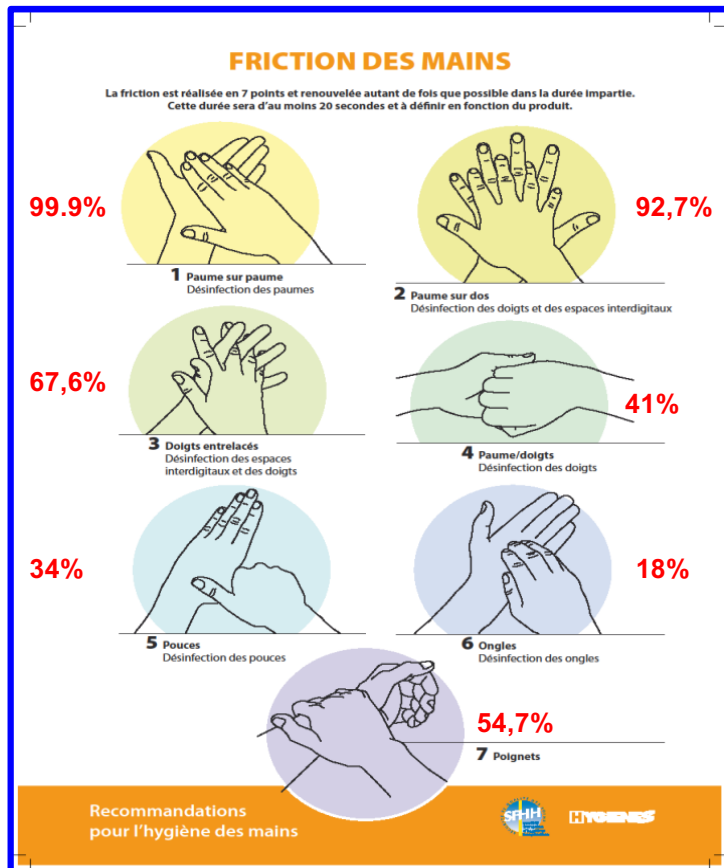 FRICTION DES MAINS
La friction est réalisée en 7 points et renouvelée autant de fois que possible dans la durée impartie.
Cette durée sera d'au moins 20 secondes et à définir en fonction du produit.
99.9%
1 Paume sur paume
Désinfection des paumes
92,7%
2 Paume sur dos
Désinfection des doigts et des espaces interdigitaux
67,6%
3 Doigts entrelacés
Désinfection des espaces
interdigitaux et des doigts
41%
4 Paume/doigts
Désinfection des doigts
34%
5 Pouces
Désinfection des pouces
18%
6 Ongles
Désinfection des ongles
54,7%
7 Poignets
Recommandations
pour l'hygiène des mains
SFHH
HYGIENES